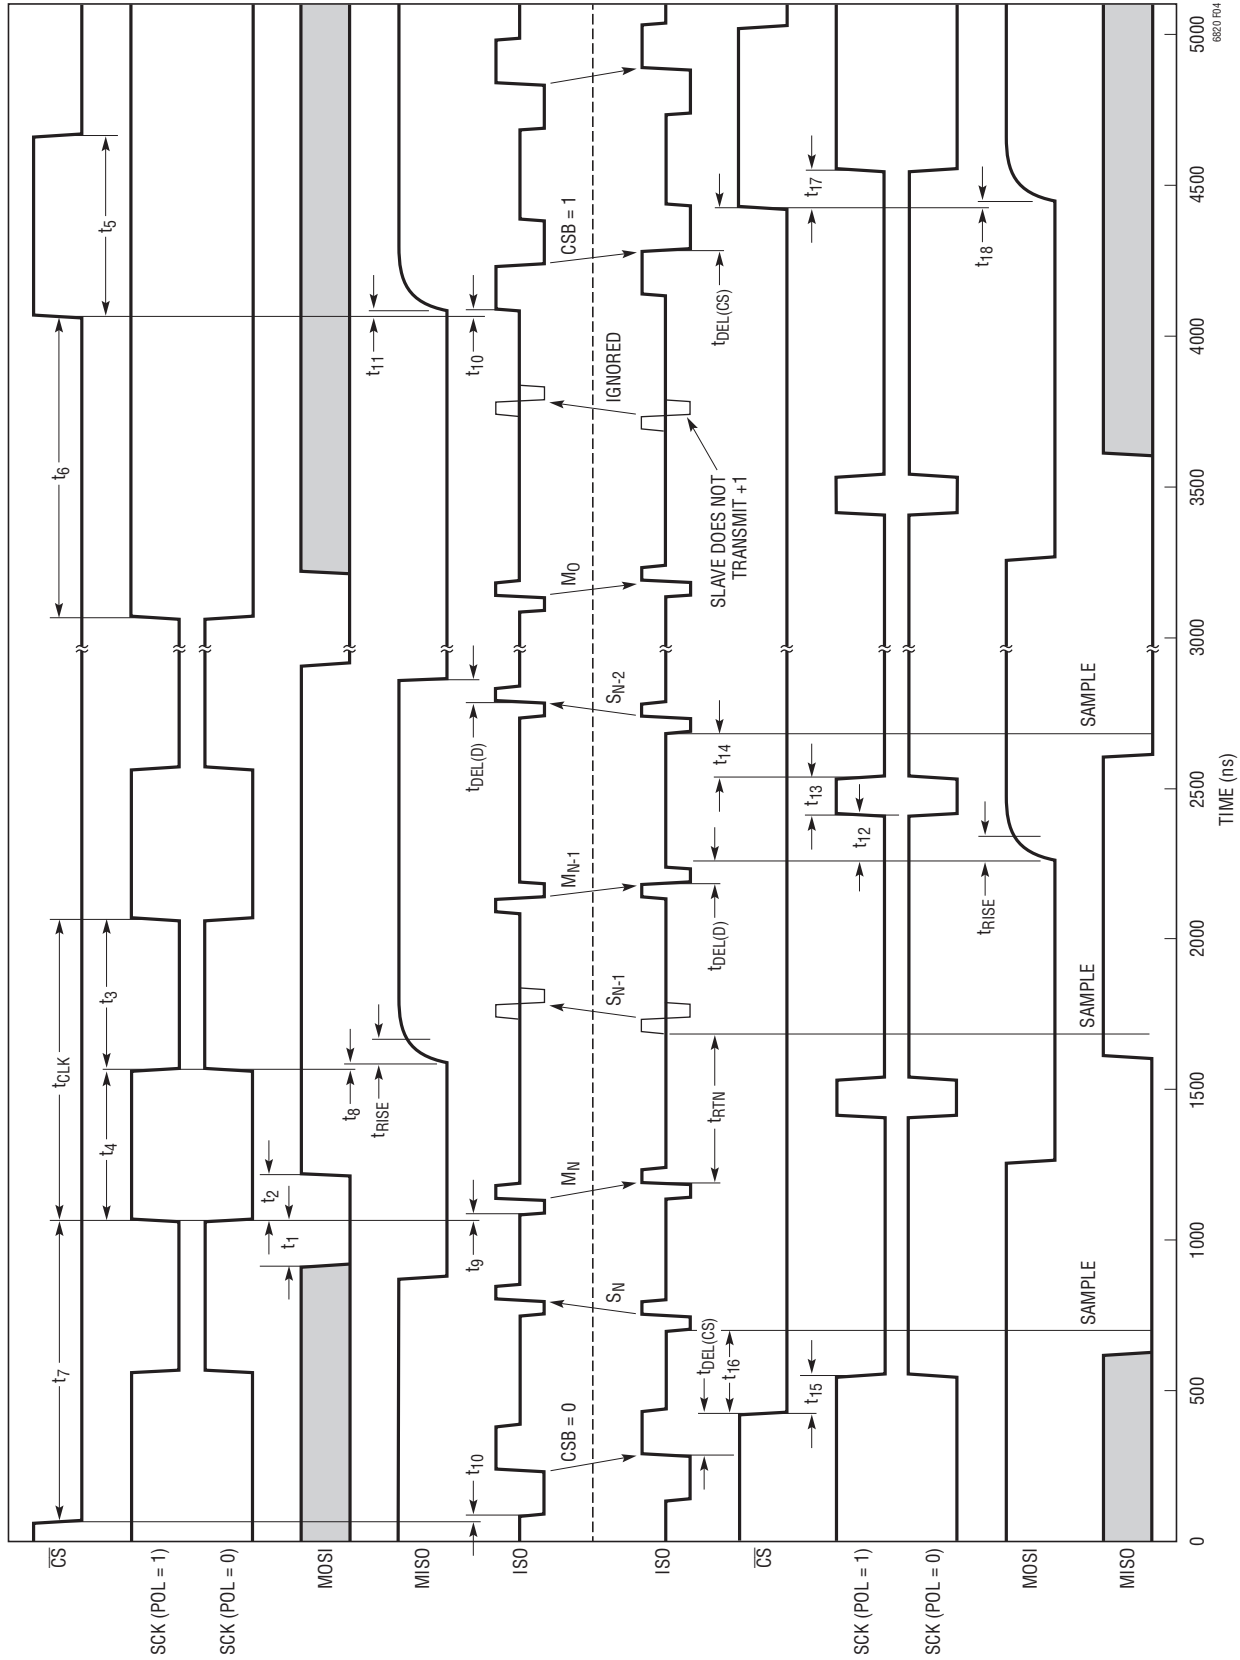 CS
SCK (POL = 1)
SCK (POL = 0)
MOSI
MISO
ISO
ISO
CS
SCK (POL = 1)
SCK (POL = 0)
MOSI
MISO
t7
t6
t5
t4
t3
tCLK
t1
t2
t8
tRISE
t11
t10
t9
tDEL(D)
t10
CSB = 0
SN
MN
SN-1
MN-1
SN-2
MO
IGNORED
CSB = 1
SLAVE DOES NOT
TRANSMIT +1
tDEL(CS)
t16
tRTN
tDEL(D)
t14
tDEL(CS)
t15
t12
t13
t17
tRISE
t18
SAMPLE
SAMPLE
SAMPLE
0
500
1000
1500
2000
2500
3000
3500
4000
4500
5000
TIME (ns)
6820 F04